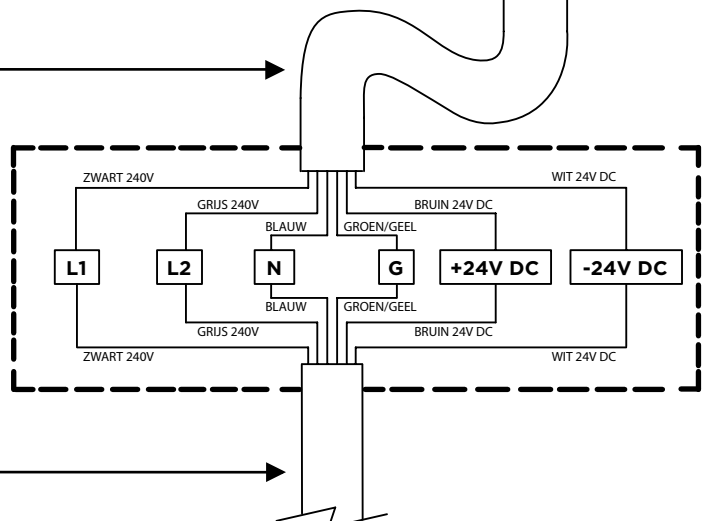 ZWART 240V
WIT 24V DC
GRIJS 240V
BRUIN 24V DC
BLAUW
GROEN/GEEL
L1
L2
N
G
+24V DC
-24V DC
BLAUW
GROEN/GEEL
GRIJS 240V
BRUIN 24V DC
ZWART 240V
WIT 24V DC